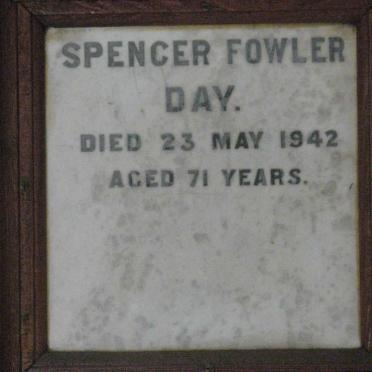 SPENCER FOWLER
DAY.
DIED 23 MAY 1942
AGED 71 YEARS.